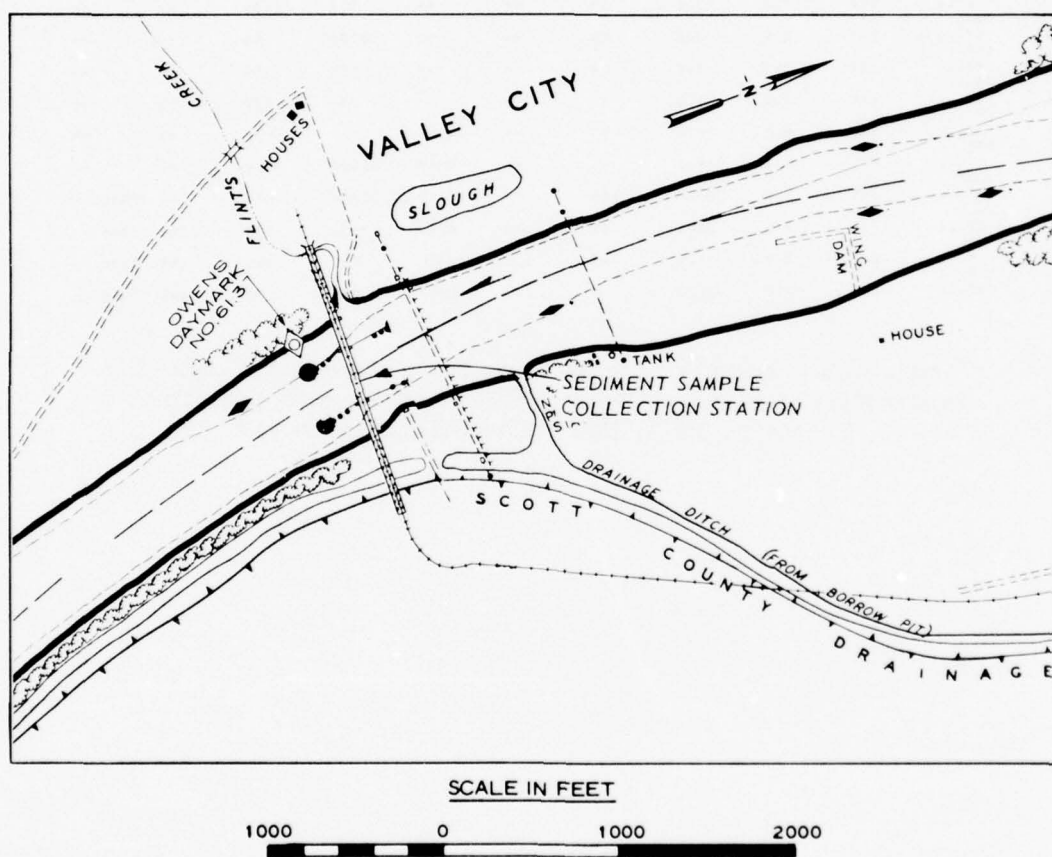 CREEK
FLINT'S
HOUSES
VALLEY CITY
-N-
SLOUGH
OWENS
DAYMARK
NO. 61.3
WING
DAM
HOUSE
TANK
SEDIMENT SAMPLE
COLLECTION STATION
DRAINAGE DITCH (FROM BORROW PIT)
SCOTT COUNTY DRAINAGE
SCALE IN FEET
1000 0 1000 2000